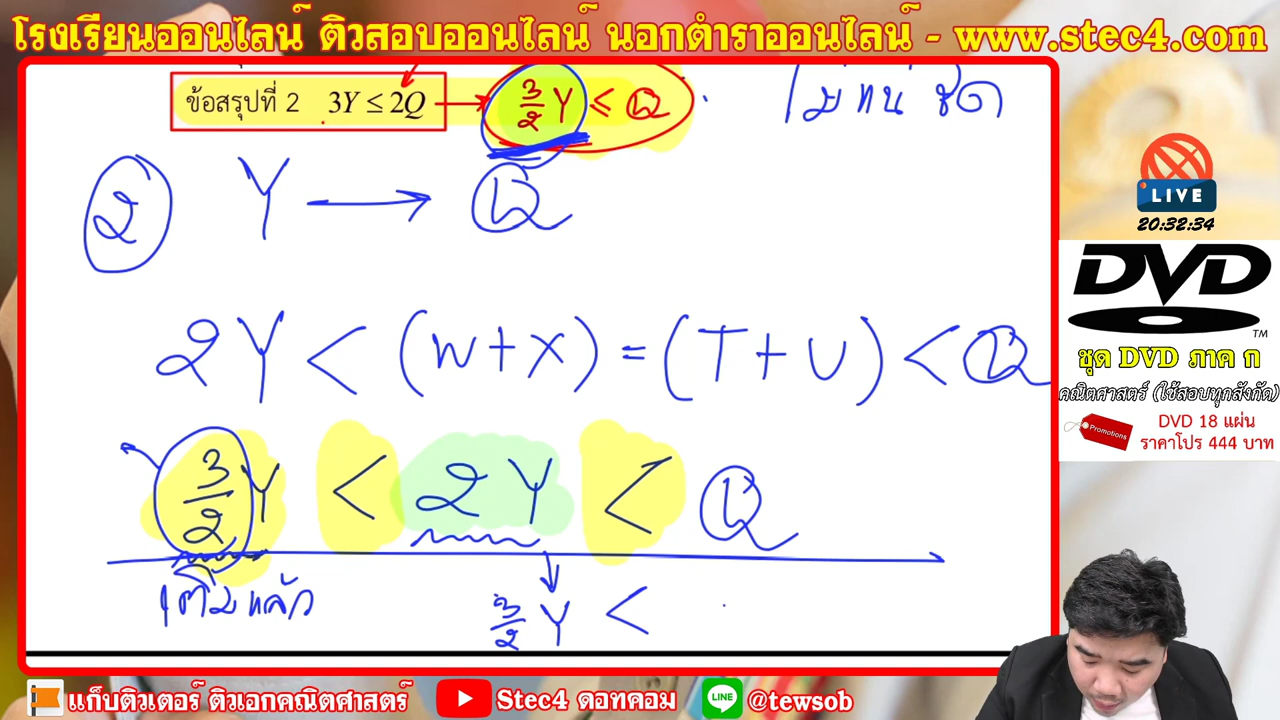 โรงเรียนออนไลน์ ติวสอบออนไลน์ นอกตำราออนไลน์ - www.stec4.com
ข้อสรุปที่ 2 3Y ≤ 2Q → 3/2 Y ≤ Q
ไม่แน่ชัด
2 Y → Q
2Y < (W+X) = (T+U) < Q
3/2 Y < 2Y < Q
เติมแล้ว
3/2 Y <
LIVE
20:32:34
DVD
TM
ชุด DVD ภาค ก
คณิตศาสตร์ (ใช้สอบทุกสังกัด)
Promotions
DVD 18 แผ่น
ราคาโปร 444 บาท
แก็บติวเตอร์ ติวเอกคณิตศาสตร์
Stec4 ดอทคอม
LINE
@tewsob